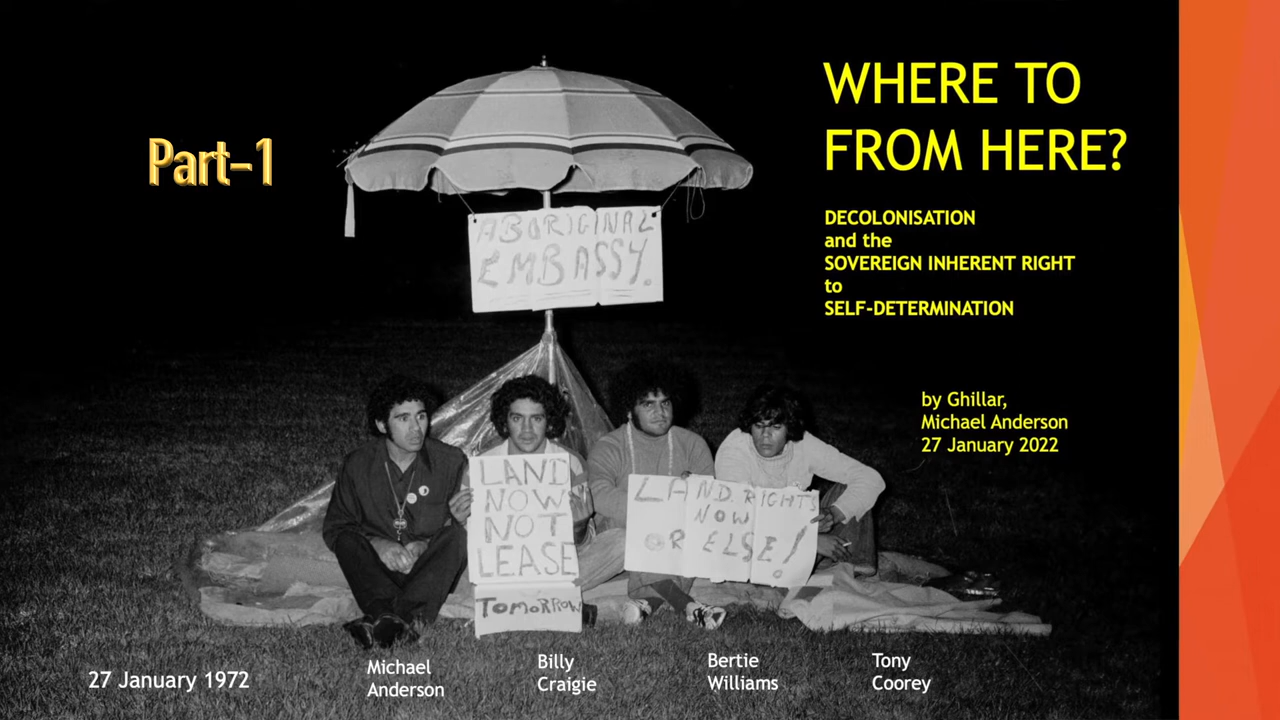 Part-1
WHERE TO
FROM HERE?
DECOLONISATION
and the
SOVEREIGN INHERENT RIGHT
to
SELF-DETERMINATION
by Ghillar,
Michael Anderson
27 January 2022
ABORIGINAL
EMBASSY.
LAND
NOW
NOT
LEASE
TOMORROW
LAND RIGHTS
NOW
OR ELSE!
27 January 1972
Michael
Anderson
Billy
Craigie
Bertie
Williams
Tony
Coorey